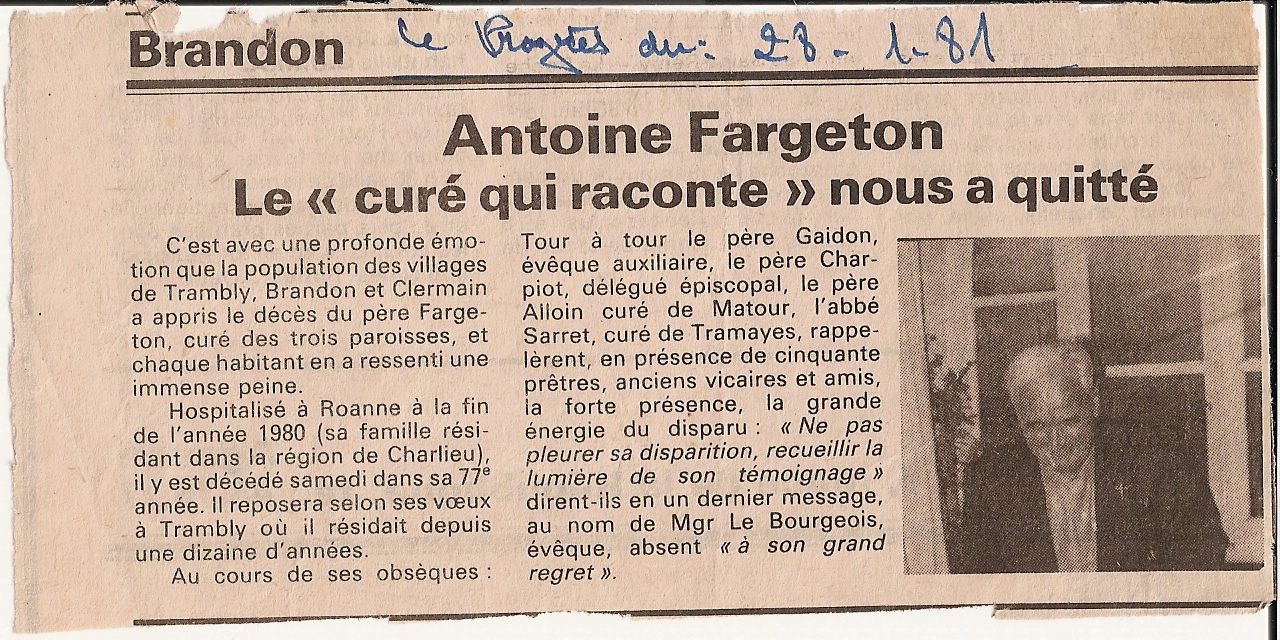 Brandon le Progrès du: 28-1-81
Antoine Fargeton
Le « curé qui raconte » nous a quitté
C'est avec une profonde émo-
tion que la population des villages
de Trambly, Brandon et Clermain
a appris le décès du père Farge-
ton, curé des trois paroisses, et
chaque habitant en a ressenti une
immense peine.
Hospitalisé à Roanne à la fin
de l'année 1980 (sa famille rési-
dant dans la région de Charlieu),
il y est décédé samedi dans sa 77e
année. Il reposera selon ses vœux
à Trambly où il résidait depuis
une dizaine d'années.
Au cours de ses obsèques :
Tour à tour le père Gaidon,
évêque auxiliaire, le père Char-
piot, délégué épiscopal, le père
Alloin curé de Matour, l'abbé
Sarret, curé de Tramayes, rappe-
lèrent, en présence de cinquante
prêtres, anciens vicaires et amis,
la forte présence, la grande
énergie du disparu : « Ne pas
pleurer sa disparition, recueillir la
lumière de son témoignage »
dirent-ils en un dernier message,
au nom de Mgr Le Bourgeois,
évêque, absent « à son grand
regret ».